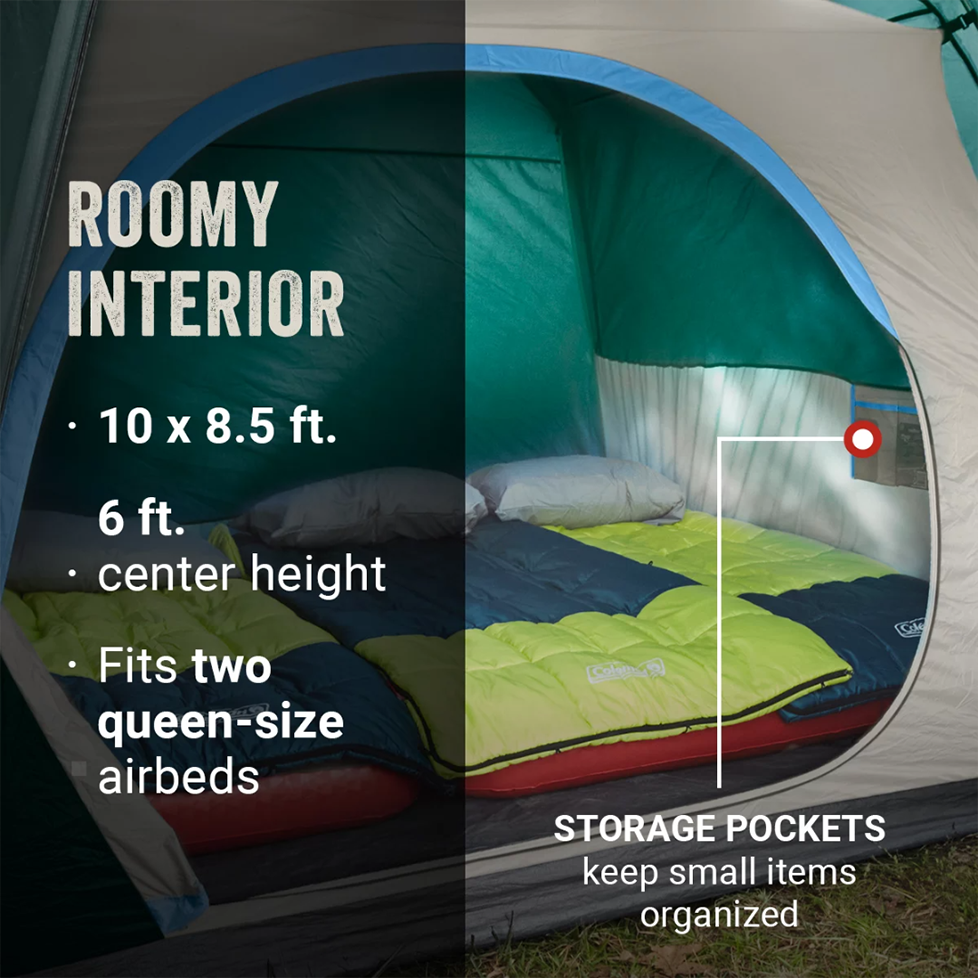 ROOMY
INTERIOR
· 10 x 8.5 ft.
6 ft.
· center height
· Fits two
queen-size
airbeds
Coleman
STORAGE POCKETS
keep small items
organized